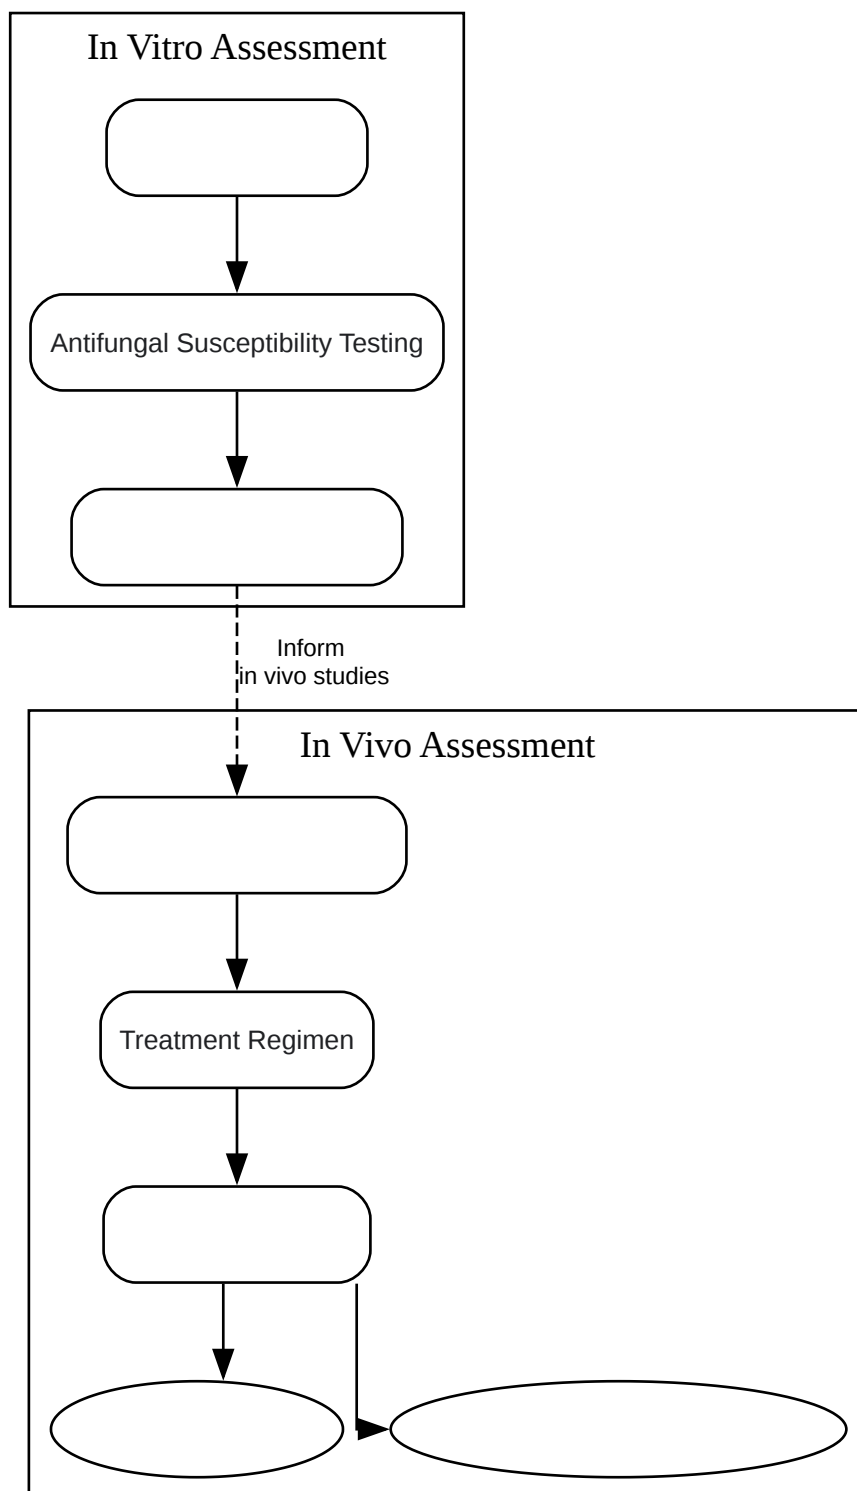 In Vitro Assessment
Antifungal Susceptibility Testing
Inform
in vivo studies
In Vivo Assessment
Treatment Regimen